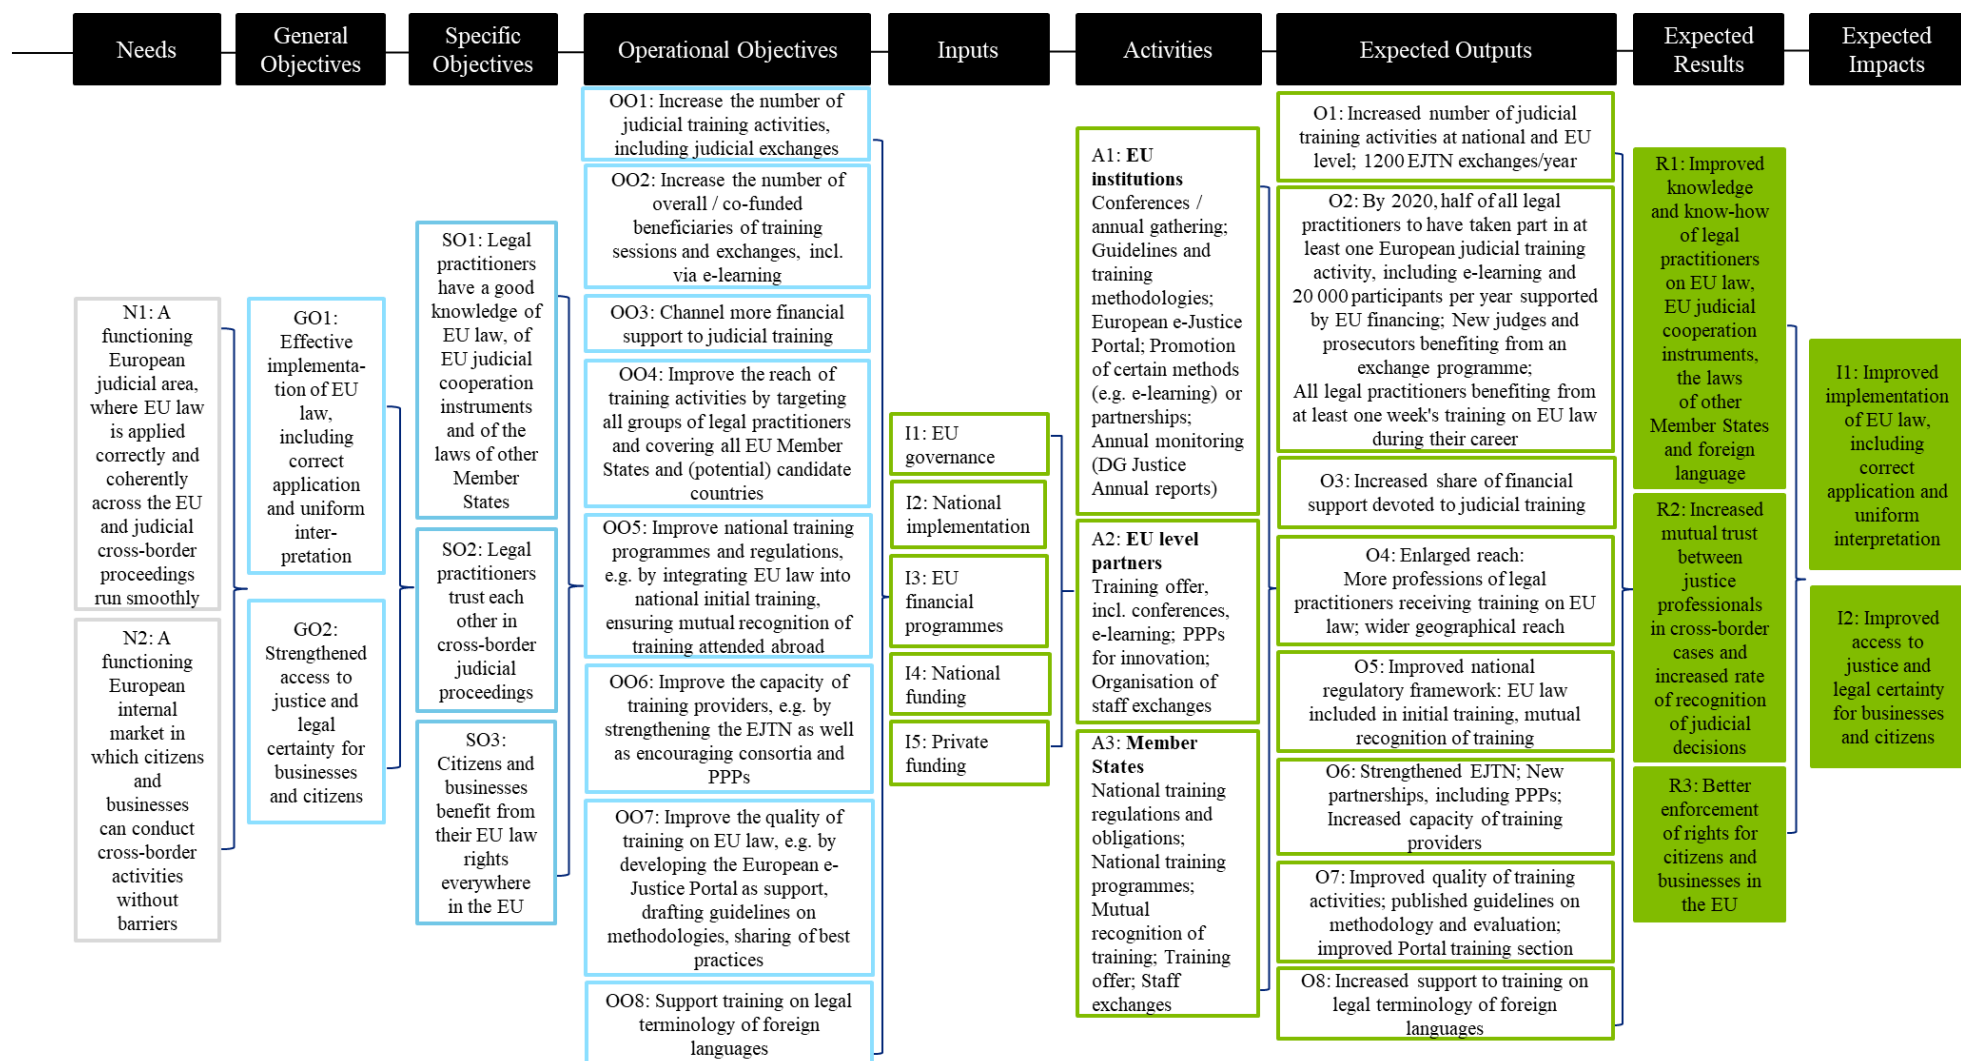 Needs
General
Objectives
Specific
Objectives
Operational Objectives
Inputs
Activities
Expected Outputs
Expected
Results
Expected
Impacts
N1: A
functioning
European
judicial area,
where EU law
is applied
correctly and
coherently
across the EU
and judicial
cross-border
proceedings
run smoothly
N2: A
functioning
European
internal
market in
which citizens
and
businesses
can conduct
cross-border
activities
without
barriers
GO1:
Effective
implementa-
tion of EU
law,
including
correct
application
and uniform
inter-
pretation
GO2:
Strengthened
access to
justice and
legal
certainty for
businesses
and citizens
SO1: Legal
practitioners
have a good
knowledge of
EU law, of
EU judicial
cooperation
instruments
and of the
laws of other
Member
States
SO2: Legal
practitioners
trust each
other in
cross-border
judicial
proceedings
SO3:
Citizens and
businesses
benefit from
their EU law
rights
everywhere
in the EU
OO1: Increase the number of
judicial training activities,
including judicial exchanges
OO2: Increase the number of
overall / co-funded
beneficiaries of training
sessions and exchanges, incl.
via e-learning
OO3: Channel more financial
support to judicial training
OO4: Improve the reach of
training activities by targeting
all groups of legal practitioners
and covering all EU Member
States and (potential) candidate
countries
OO5: Improve national training
programmes and regulations,
e.g. by integrating EU law into
national initial training,
ensuring mutual recognition of
training attended abroad
OO6: Improve the capacity of
training providers, e.g. by
strengthening the EJTN as well
as encouraging consortia and
PPPs
OO7: Improve the quality of
training on EU law, e.g. by
developing the European e-
Justice Portal as support,
drafting guidelines on
methodologies, sharing of best
practices
OO8: Support training on legal
terminology of foreign
languages
I1: EU
governance
I2: National
implementation
I3: EU
financial
programmes
I4: National
funding
I5: Private
funding
A1: EU
institutions
Conferences /
annual gathering;
Guidelines and
training
methodologies;
European e-Justice
Portal; Promotion
of certain methods
(e.g. e-learning) or
partnerships;
Annual monitoring
(DG Justice
Annual reports)
A2: EU level
partners
Training offer,
incl. conferences,
e-learning; PPPs
for innovation;
Organisation of
staff exchanges
A3: Member
States
National training
regulations and
obligations;
National training
programmes;
Mutual
recognition of
training; Training
offer; Staff
exchanges
O1: Increased number of judicial
training activities at national and EU
level; 1200 EJTN exchanges/year
O2: By 2020, half of all legal
practitioners to have taken part in at
least one European judicial training
activity, including e-learning and
20 000 participants per year supported
by EU financing; New judges and
prosecutors benefiting from an
exchange programme;
All legal practitioners benefiting from
at least one week's training on EU law
during their career
O3: Increased share of financial
support devoted to judicial training
O4: Enlarged reach:
More professions of legal
practitioners receiving training on EU
law; wider geographical reach
O5: Improved national
regulatory framework: EU law
included in initial training, mutual
recognition of training
O6: Strengthened EJTN; New
partnerships, including PPPs;
Increased capacity of training
providers
O7: Improved quality of training
activities; published guidelines on
methodology and evaluation;
improved Portal training section
O8: Increased support to training on
legal terminology of foreign
languages
R1: Improved
knowledge
and know-how
of legal
practitioners
on EU law,
EU judicial
cooperation
instruments,
the laws
of other
Member States
and foreign
language
R2: Increased
mutual trust
between
justice
professionals
in cross-border
cases and
increased rate
of recognition
of judicial
decisions
R3: Better
enforcement
of rights for
citizens and
businesses in
the EU
I1: Improved
implementation
of EU law,
including
correct
application and
uniform
interpretation
I2: Improved
access to
justice and
legal certainty
for businesses
and citizens